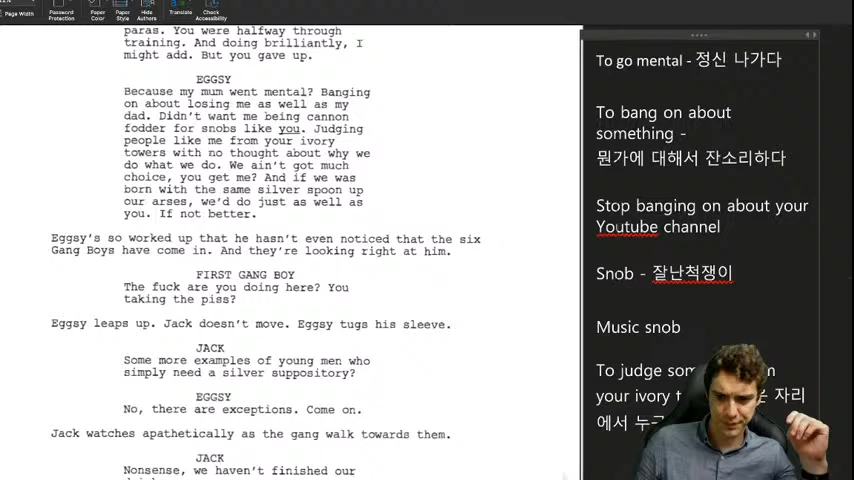 Page Width
Password
Protection
Paper
Color
Paper
Style
Hide
Authors
Translate
Check
Accessibility
paras. You were halfway through
training. And doing brilliantly, I
might add. But you gave up.
EGGSY
Because my mum went mental? Banging
on about losing me as well as my
dad. Didn't want me being cannon
fodder for snobs like you. Judging
people like me from your ivory
towers with no thought about why we
do what we do. We ain't got much
choice, you get me? And if we was
born with the same silver spoon up
our arses, we'd do just as well as
you. If not better.
Eggsy's so worked up that he hasn't even noticed that the six
Gang Boys have come in. And they're looking right at him.
FIRST GANG BOY
The fuck are you doing here? You
taking the piss?
Eggsy leaps up. Jack doesn't move. Eggsy tugs his sleeve.
JACK
Some more examples of young men who
simply need a silver suppository?
EGGSY
No, there are exceptions. Come on.
Jack watches apathetically as the gang walk towards them.
JACK
Nonsense, we haven't finished our
To go mental - 정신 나가다
To bang on about
something -
뭔가에 대해서 잔소리하다
Stop banging on about your
Youtube channel
Snob - 잘난척쟁이
Music snob
To judge
your ivory 자리
에서